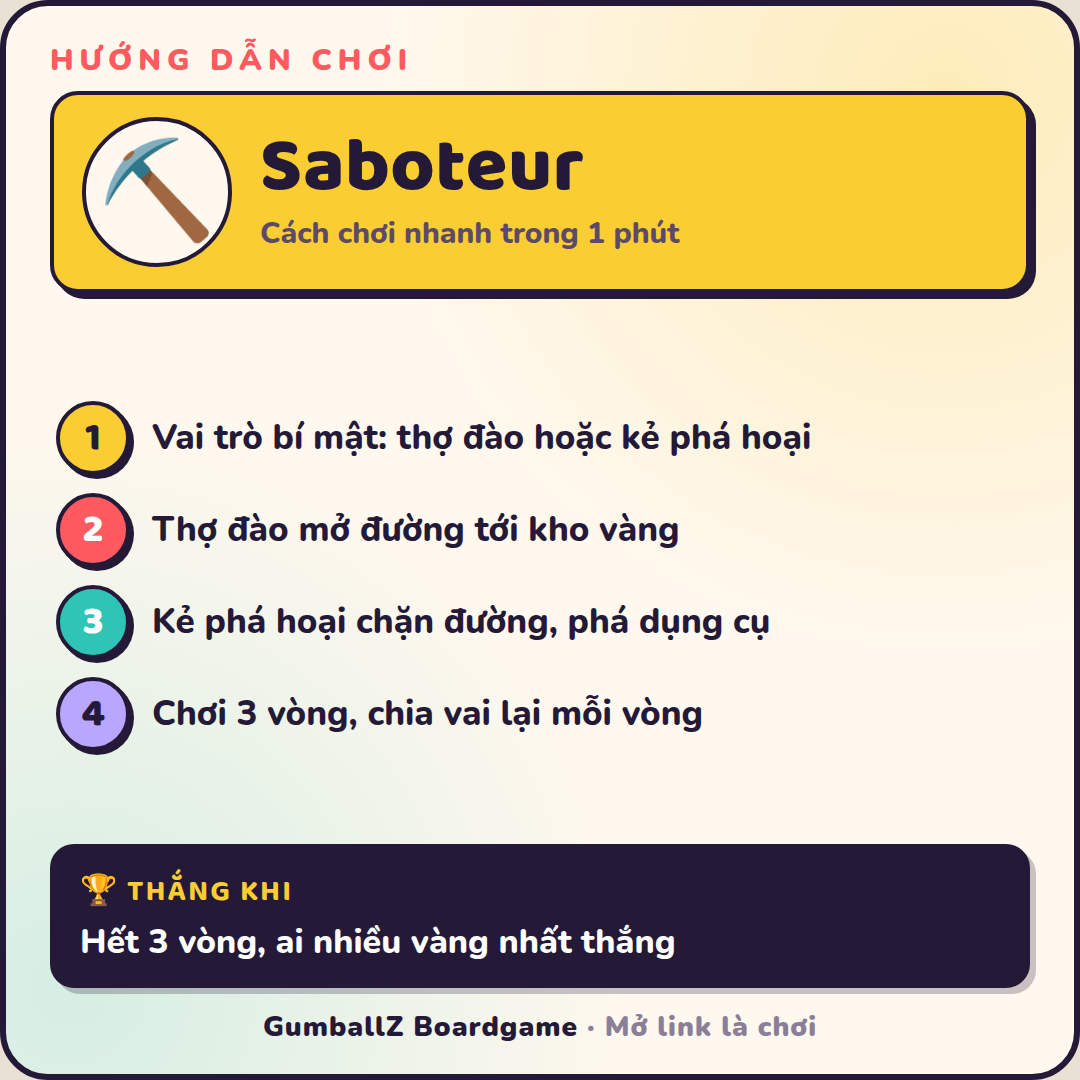 HƯỚNG DẪN CHƠI
Saboteur
Cách chơi nhanh trong 1 phút
1 Vai trò bí mật: thợ đào hoặc kẻ phá hoại
2 Thợ đào mở đường tới kho vàng
3 Kẻ phá hoại chặn đường, phá dụng cụ
4 Chơi 3 vòng, chia vai lại mỗi vòng
🏆 THẮNG KHI
Hết 3 vòng, ai nhiều vàng nhất thắng
GumballZ Boardgame · Mở link là chơi